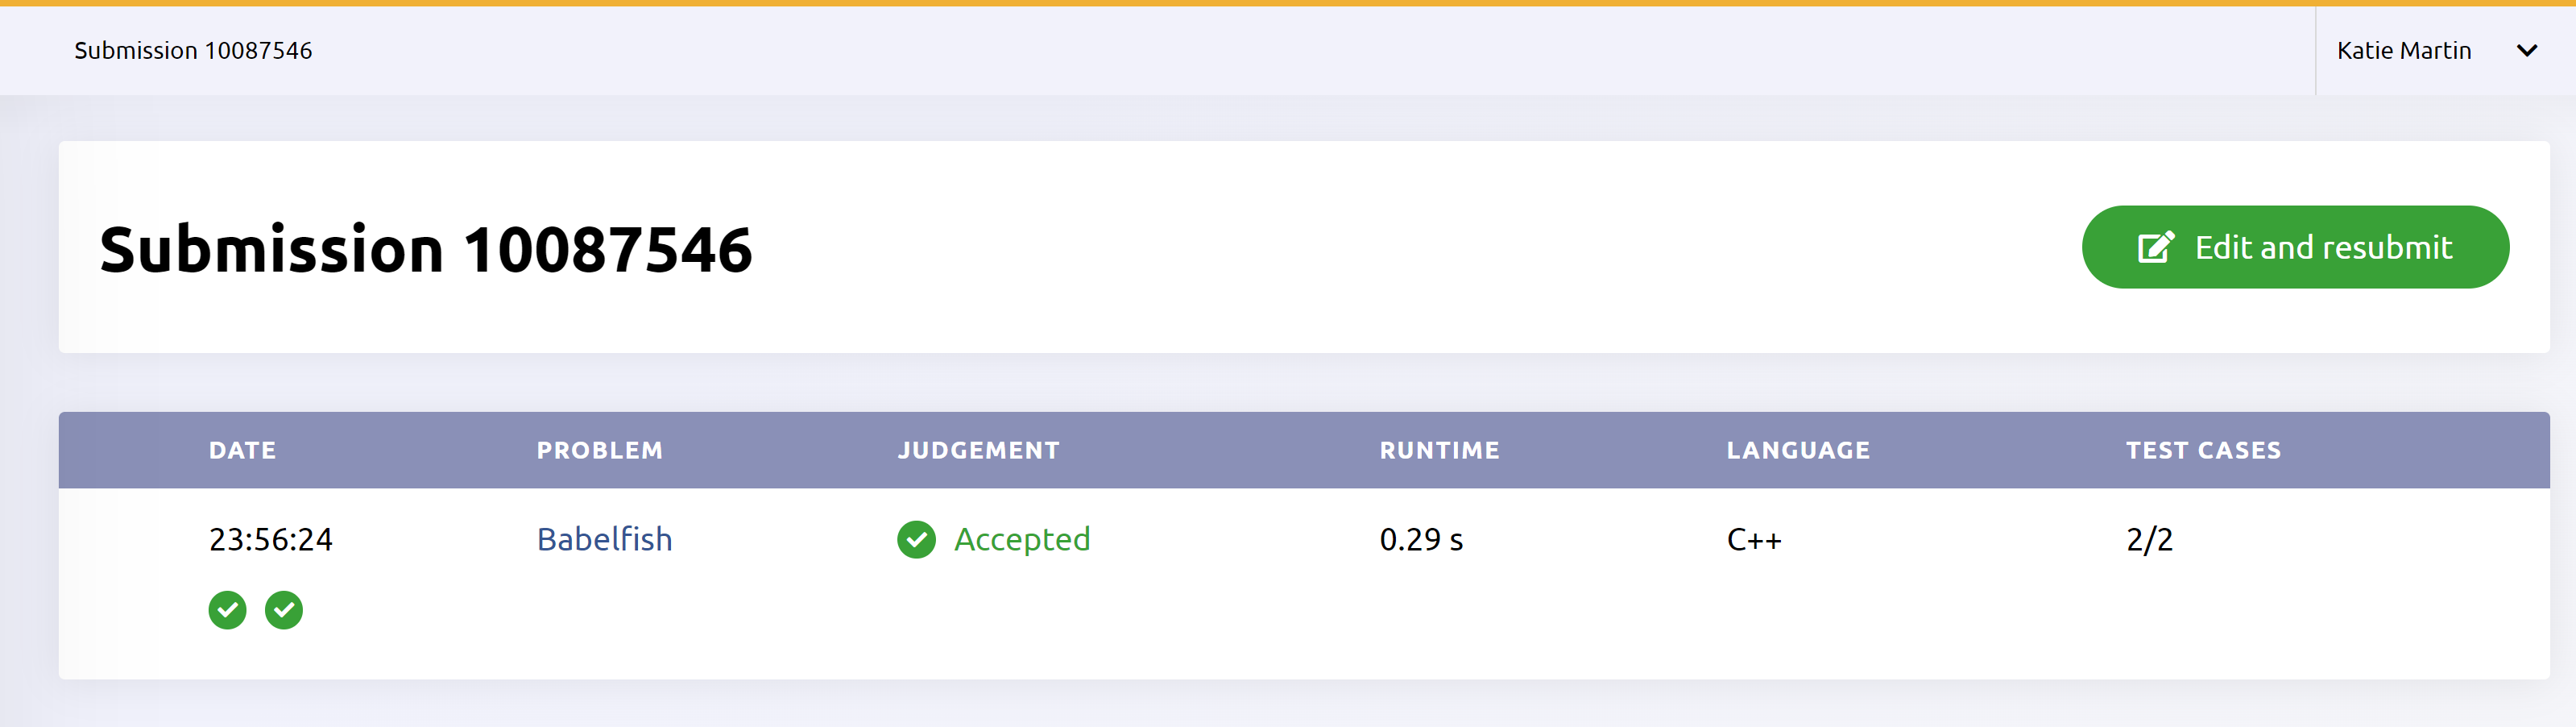 Submission 10087546
Katie Martin
Submission 10087546
Edit and resubmit
DATE PROBLEM JUDGEMENT RUNTIME LANGUAGE TEST CASES
23:56:24 Babelfish Accepted 0.29 s C++ 2/2